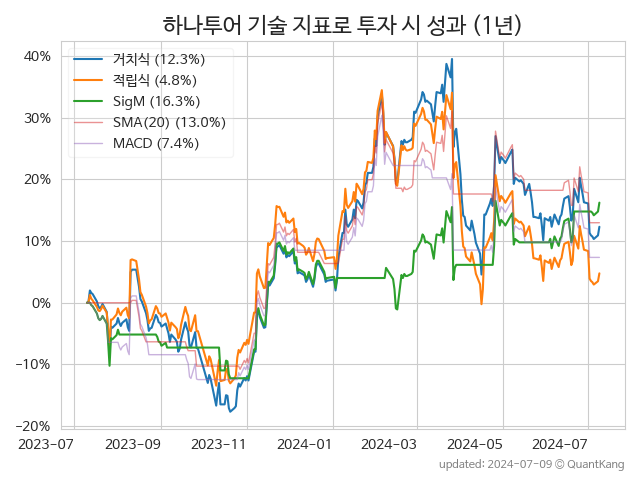 하나투어 기술 지표로 투자 시 성과 (1년)
거치식 (12.3%)
적립식 (4.8%)
SigM (16.3%)
SMA(20) (13.0%)
MACD (7.4%)
40%
30%
20%
10%
0%
−10%
−20%
2023-07 2023-09 2023-11 2024-01 2024-03 2024-05 2024-07
updated: 2024-07-09 © QuantKang